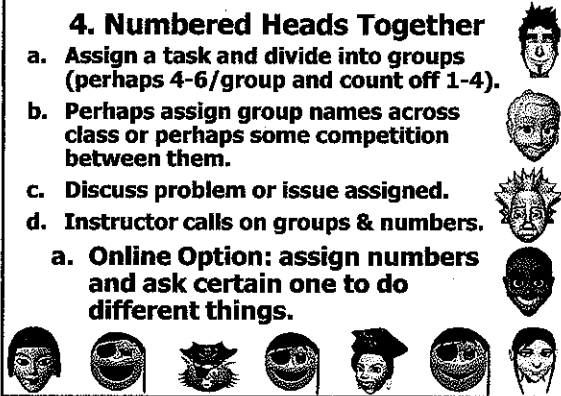 4. Numbered Heads Together
a. Assign a task and divide into groups
(perhaps 4-6/group and count off 1-4).
b. Perhaps assign group names across
class or perhaps some competition
between them.
c. Discuss problem or issue assigned.
d. Instructor calls on groups & numbers.
a. Online Option: assign numbers
and ask certain one to do
different things.